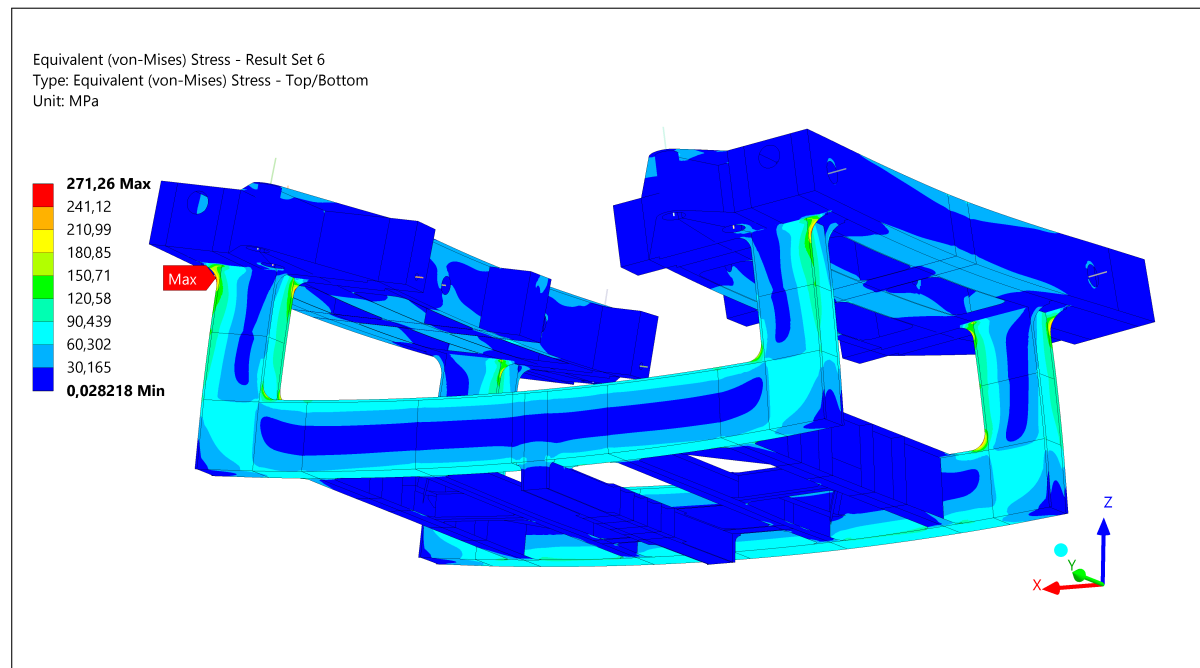 Equivalent (von-Mises) Stress - Result Set 6
Type: Equivalent (von-Mises) Stress - Top/Bottom
Unit: MPa
271,26 Max
241,12
210,99
180,85
150,71
120,58
90,439
60,302
30,165
0,028218 Min
Max
Z
Y
X